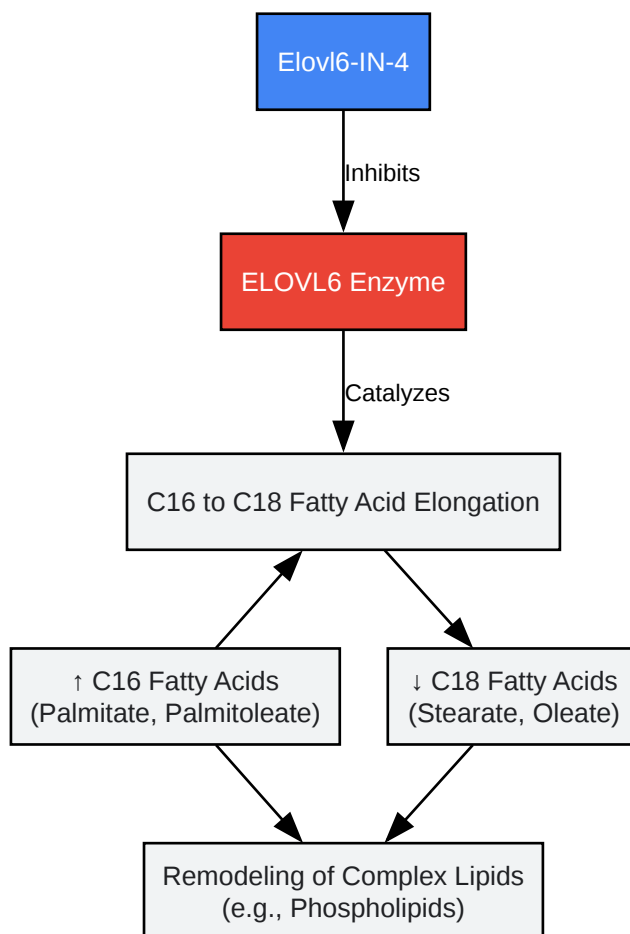 Elovl6-IN-4
Inhibits
ELOVL6 Enzyme
Catalyzes
C16 to C18 Fatty Acid Elongation
↑ C16 Fatty Acids
(Palmitate, Palmitoleate)
↓ C18 Fatty Acids
(Stearate, Oleate)
Remodeling of Complex Lipids
(e.g., Phospholipids)